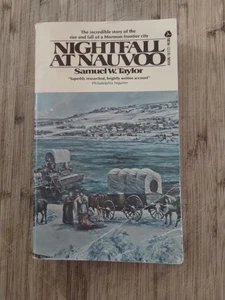 The incredible story of the
rise and fall of a Mormon frontier city
NIGHTFALL
AT NAUVOO
Samuel W. Taylor
"Superbly researched, brightly written account"